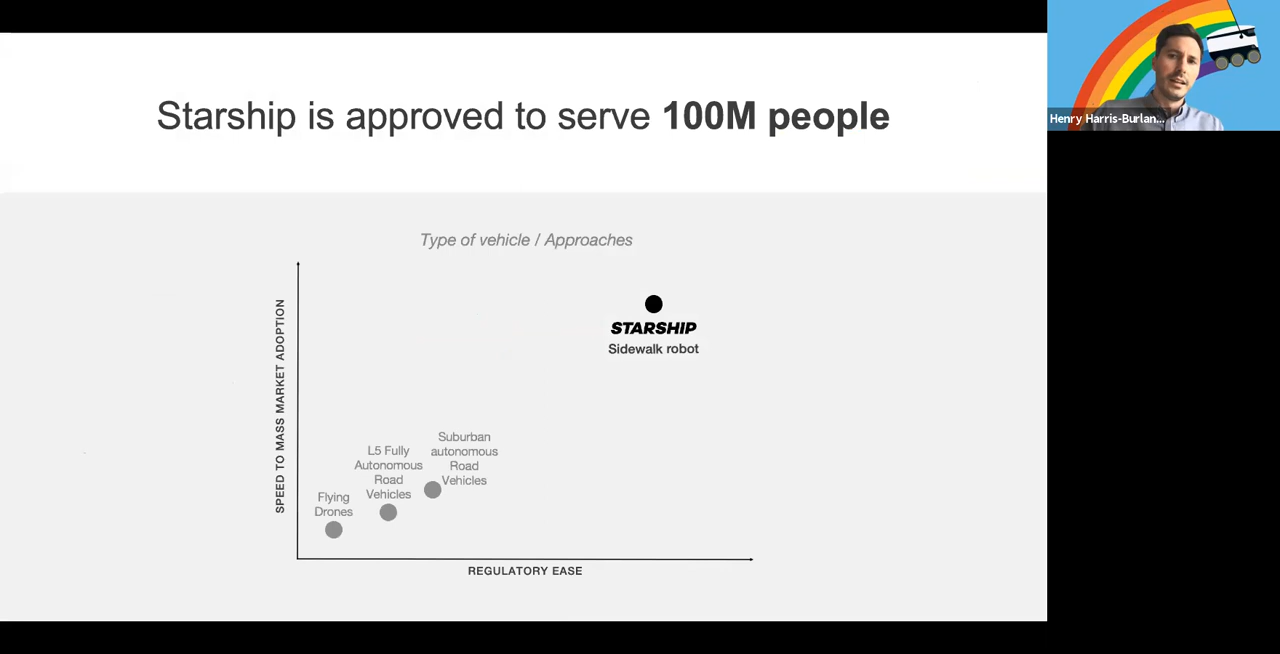 Starship is approved to serve 100M people
Henry Harris-Burlan...
Type of vehicle / Approaches
SPEED TO MASS MARKET ADOPTION
STARSHIP
Sidewalk robot
Suburban
autonomous
Road
Vehicles
L5 Fully
Autonomous
Road
Vehicles
Flying
Drones
REGULATORY EASE